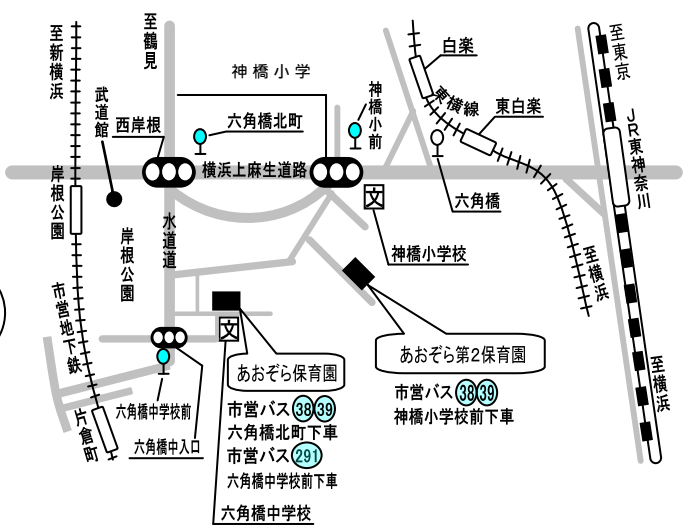 至新横浜
至鶴見
武道館
西岸根
神橋小学
六角橋北町
神橋小前
白楽
東横線
東白楽
至東京
JR東神奈川
横浜上麻生道路
六角橋
岸根公園
岸根公園
水道道
文
神橋小学校
至横浜
市営地下鉄
文
あおぞら保育園
あおぞら第2保育園
市営バス38 39
六角橋北町下車
市営バス291
六角橋中学校前下車
市営バス38 39
神橋小学校前下車
至横浜
六角橋中学校前
片倉町
六角橋中入口
六角橋中学校